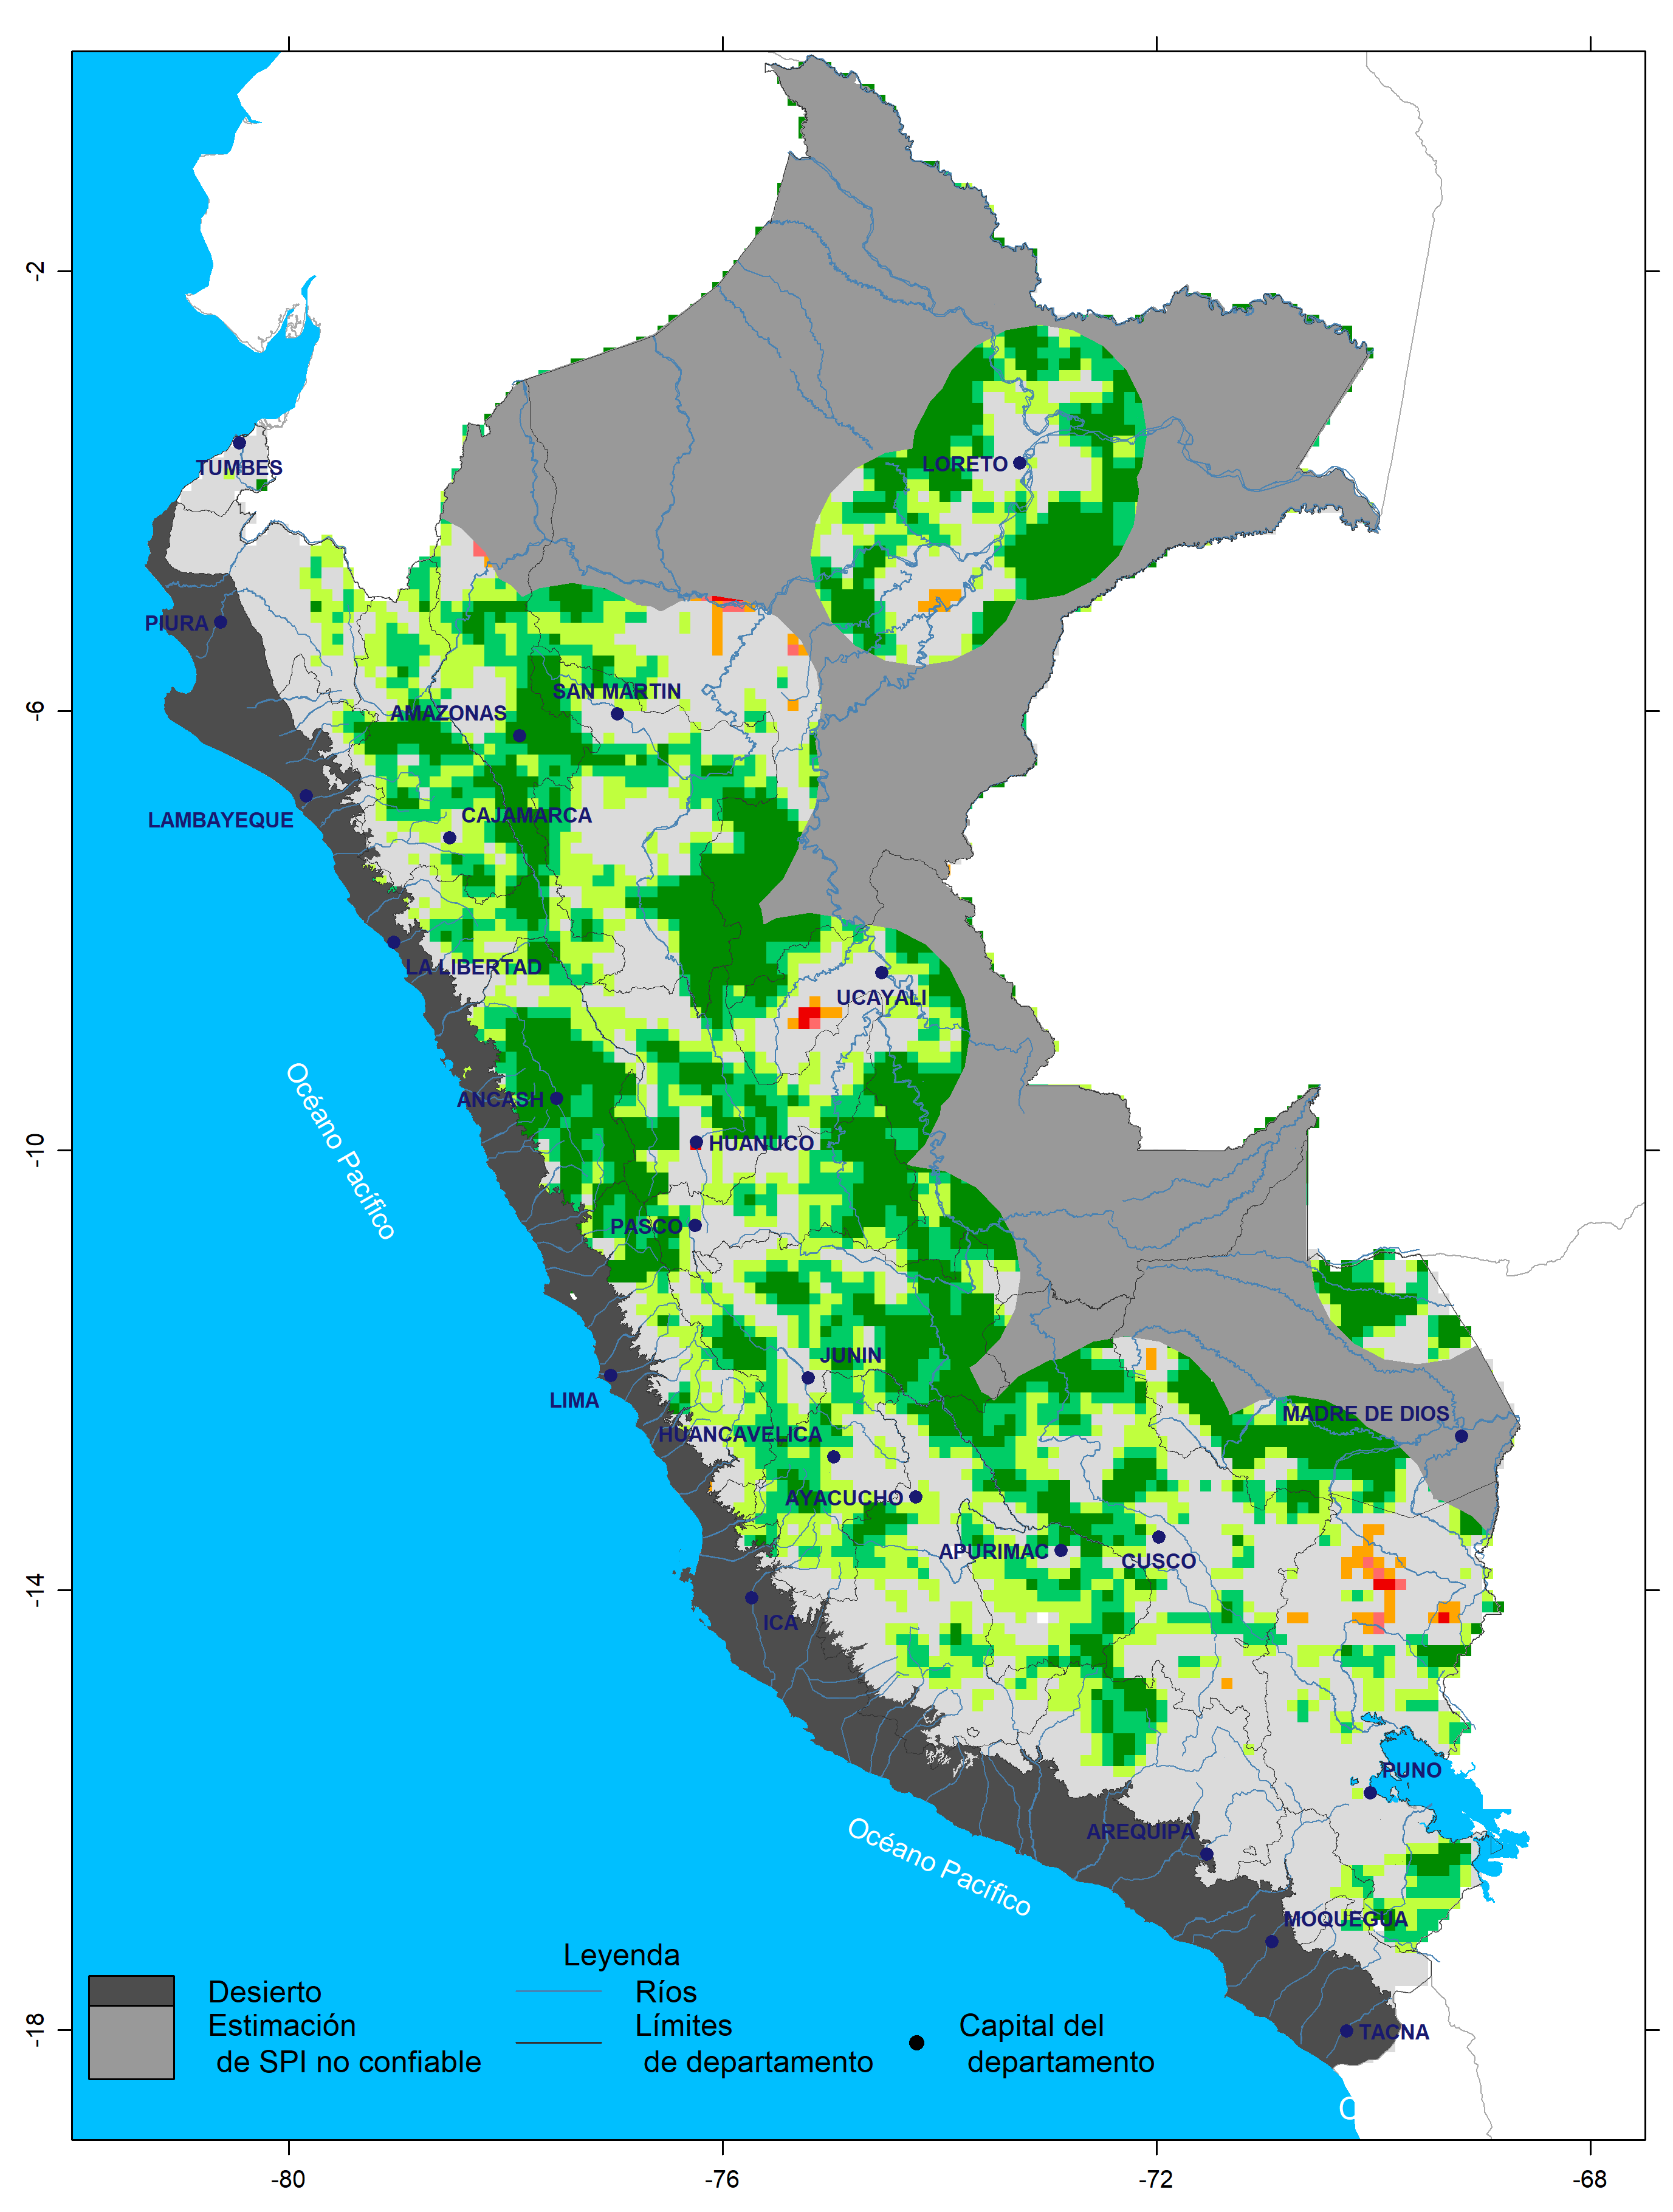 -2
-6
-10
-14
-18
TUMBES
LORETO
PIURA
SAN MARTIN
AMAZONAS
LAMBAYEQUE
CAJAMARCA
LA LIBERTAD
UCAYALI
ANCASH
HUANUCO
PASCO
Océano Pacífico
JUNIN
LIMA
MADRE DE DIOS
HUANCAVELICA
AYACUCHO
APURIMAC
CUSCO
ICA
PUNO
AREQUIPA
Océano Pacífico
MOQUEGUA
TACNA
Leyenda
Desierto
Estimación
de SPI no confiable
Ríos
Límites
de departamento
Capital del
departamento
-80
-76
-72
-68